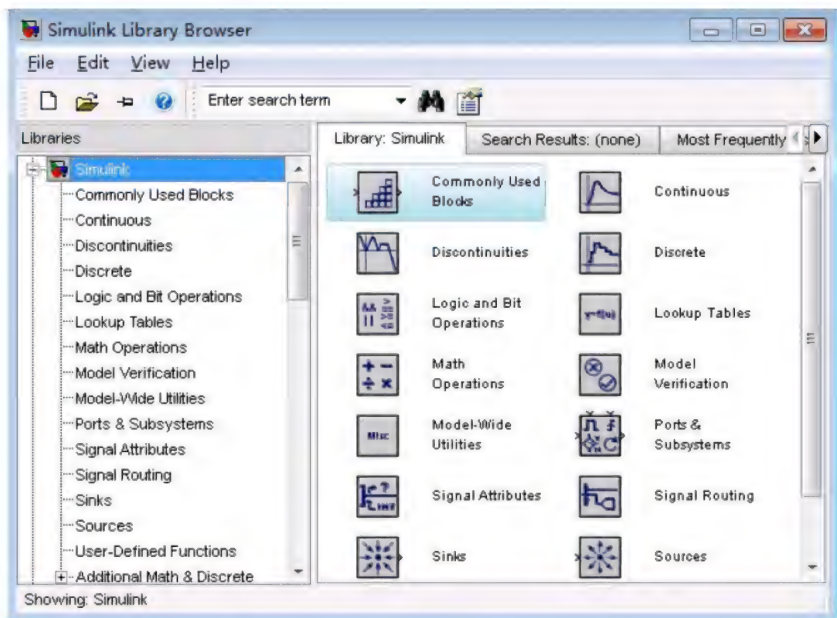 Simulink Library Browser
File Edit View Help
Enter search term
Libraries
Simulink
Commonly Used Blocks
Continuous
Discontinuities
Discrete
Logic and Bit Operations
Lookup Tables
Math Operations
Model Verification
Model-Wide Utilities
Ports & Subsystems
Signal Attributes
Signal Routing
Sinks
Sources
User-Defined Functions
Additional Math & Discrete
Library: Simulink Search Results: (none) Most Frequently
Commonly Used
Blocks
Continuous
Discontinuities
Discrete
Logic and Bit
Operations
Lookup Tables
Math
Operations
Model
Verification
Misc
Model-Wide
Utilities
Ports &
Subsystems
Signal Attributes
Signal Routing
Sinks
Sources
Showing: Simulink